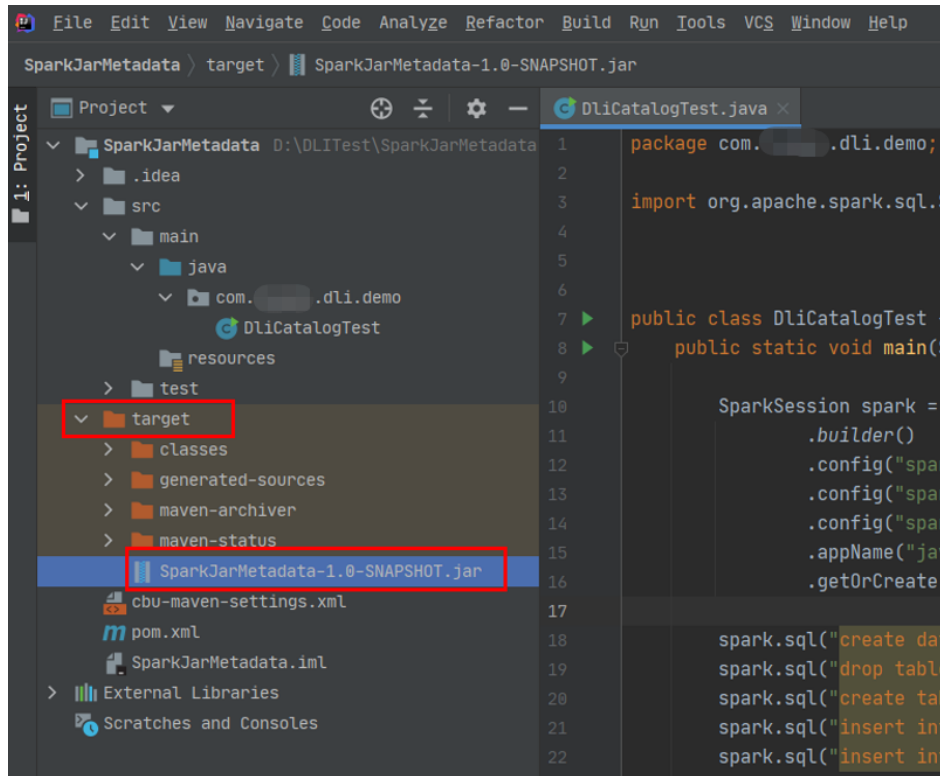 File Edit View Navigate Code Analyze Refactor Build Run Tools VCS Window Help
SparkJarMetadata target SparkJarMetadata-1.0-SNAPSHOT.jar
1: Project
Project
SparkJarMetadata D:\DLITest\SparkJarMetadata
.idea
src
main
java
com. .dli.demo
DliCatalogTest
resources
test
target
classes
generated-sources
maven-archiver
maven-status
SparkJarMetadata-1.0-SNAPSHOT.jar
cbu-maven-settings.xml
pom.xml
SparkJarMetadata.iml
External Libraries
Scratches and Consoles
DliCatalogTest.java
1 package com. .dli.demo;
2
3 import org.apache.spark.sql.
4
5
6
7 public class DliCatalogTest
8 public static void main(
9
10 SparkSession spark =
11 .builder()
12 .config("spa
13 .config("spa
14 .config("spa
15 .appName("ja
16 .getOrCreate
17
18 spark.sql("create da
19 spark.sql("drop tabl
20 spark.sql("create ta
21 spark.sql("insert in
22 spark.sql("insert in